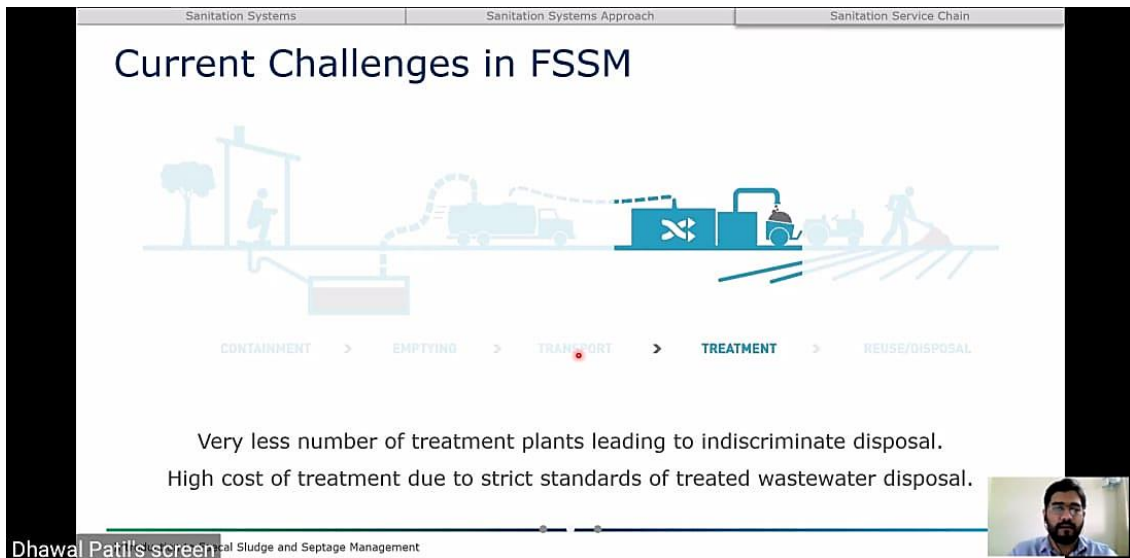 Sanitation Systems
Sanitation Systems Approach
Sanitation Service Chain
Current Challenges in FSSM
CONTAINMENT > EMPTYING > TRANSPORT > TREATMENT > REUSE/DISPOSAL
Very less number of treatment plants leading to indiscriminate disposal.
High cost of treatment due to strict standards of treated wastewater disposal.
Dhawal Patil's screen
cal Sludge and Septage Management